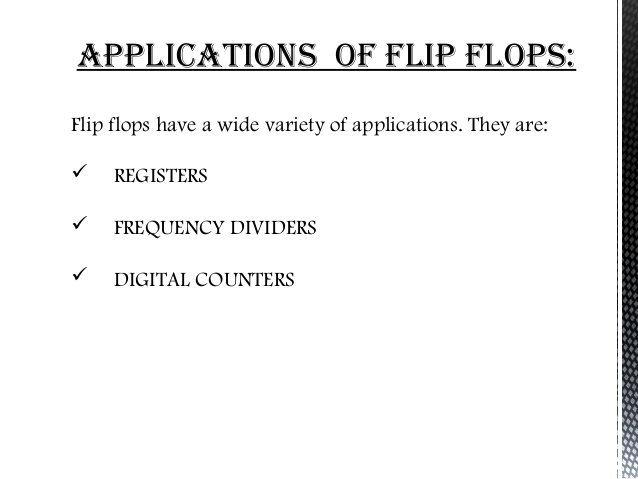 APPLICATIONS OF FLIP FLOPS:
Flip flops have a wide variety of applications. They are:
✓ REGISTERS
✓ FREQUENCY DIVIDERS
✓ DIGITAL COUNTERS